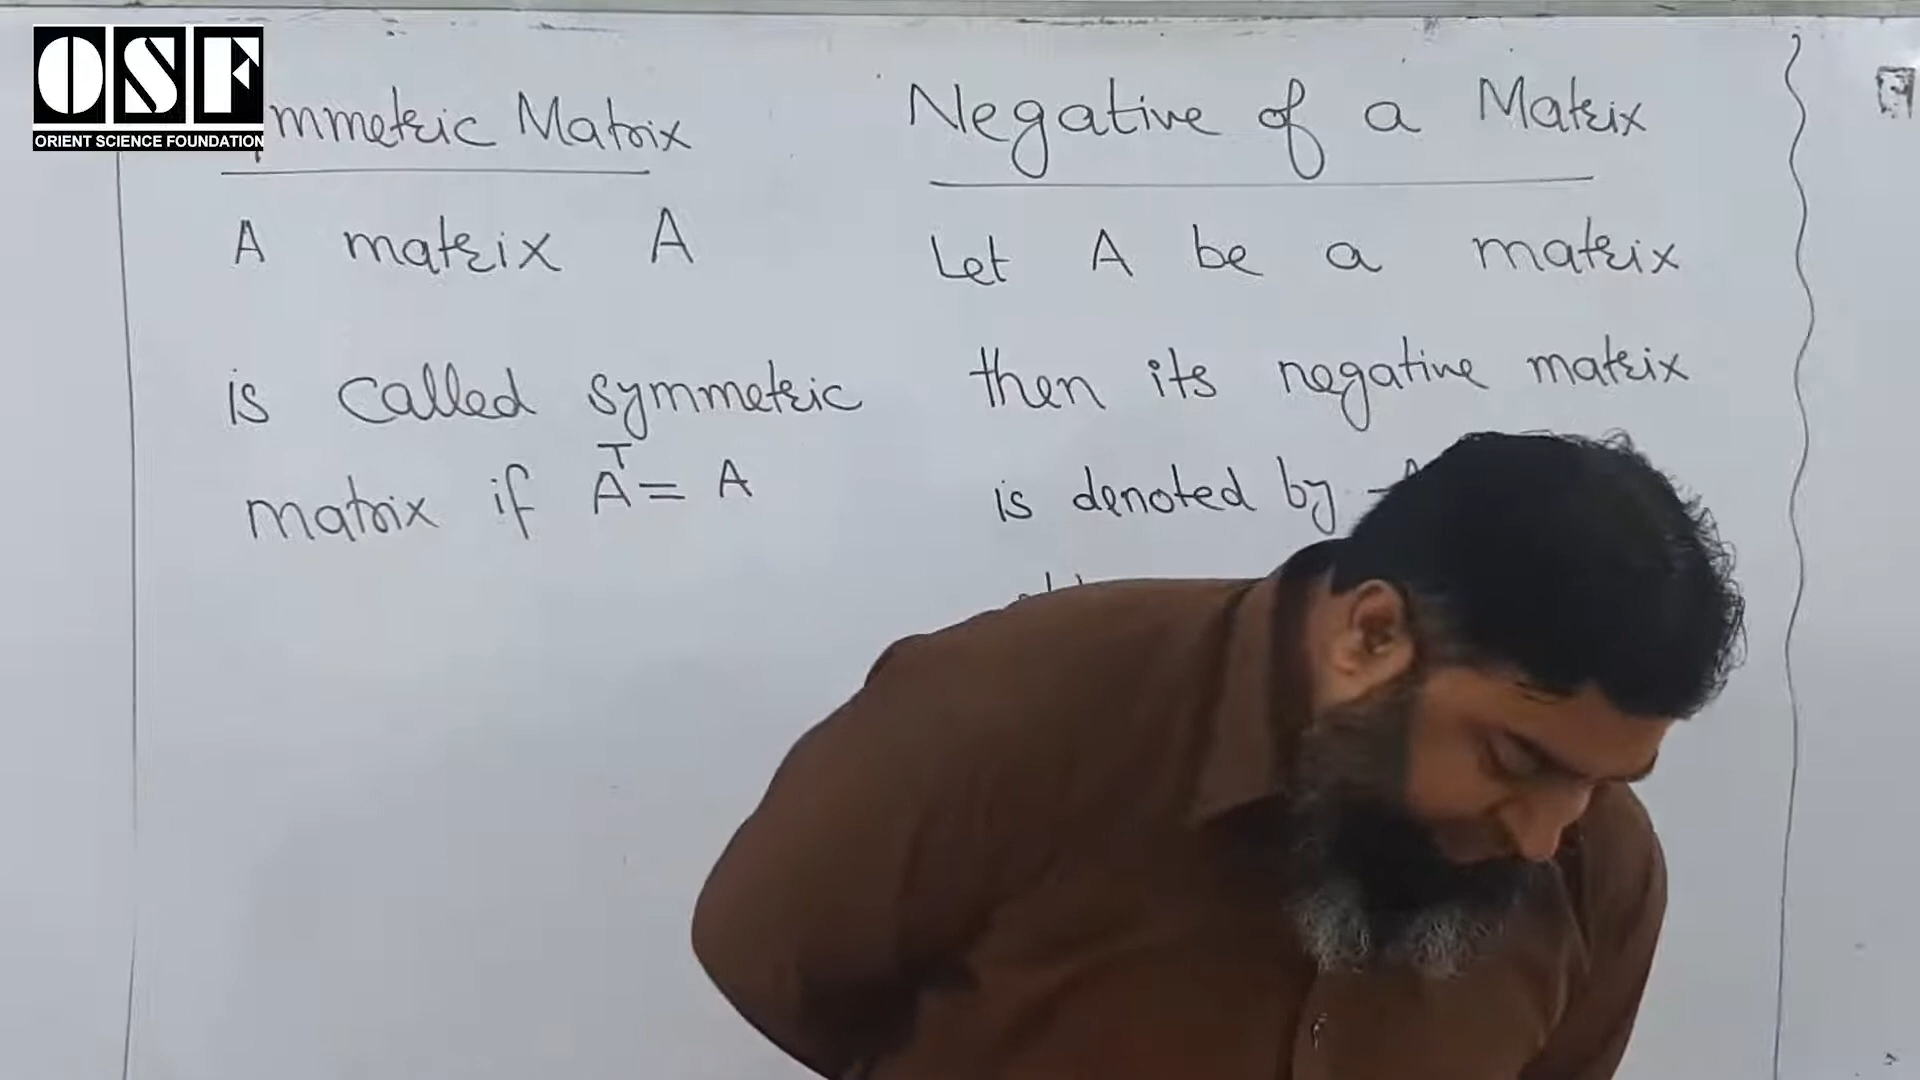 OSF
ORIENT SCIENCE FOUNDATION
Matrix
A matrix A
is called symmetric
matrix if Aᵀ = A
Negative of a Matrix
Let A be a matrix
then its negative matrix
is denoted by